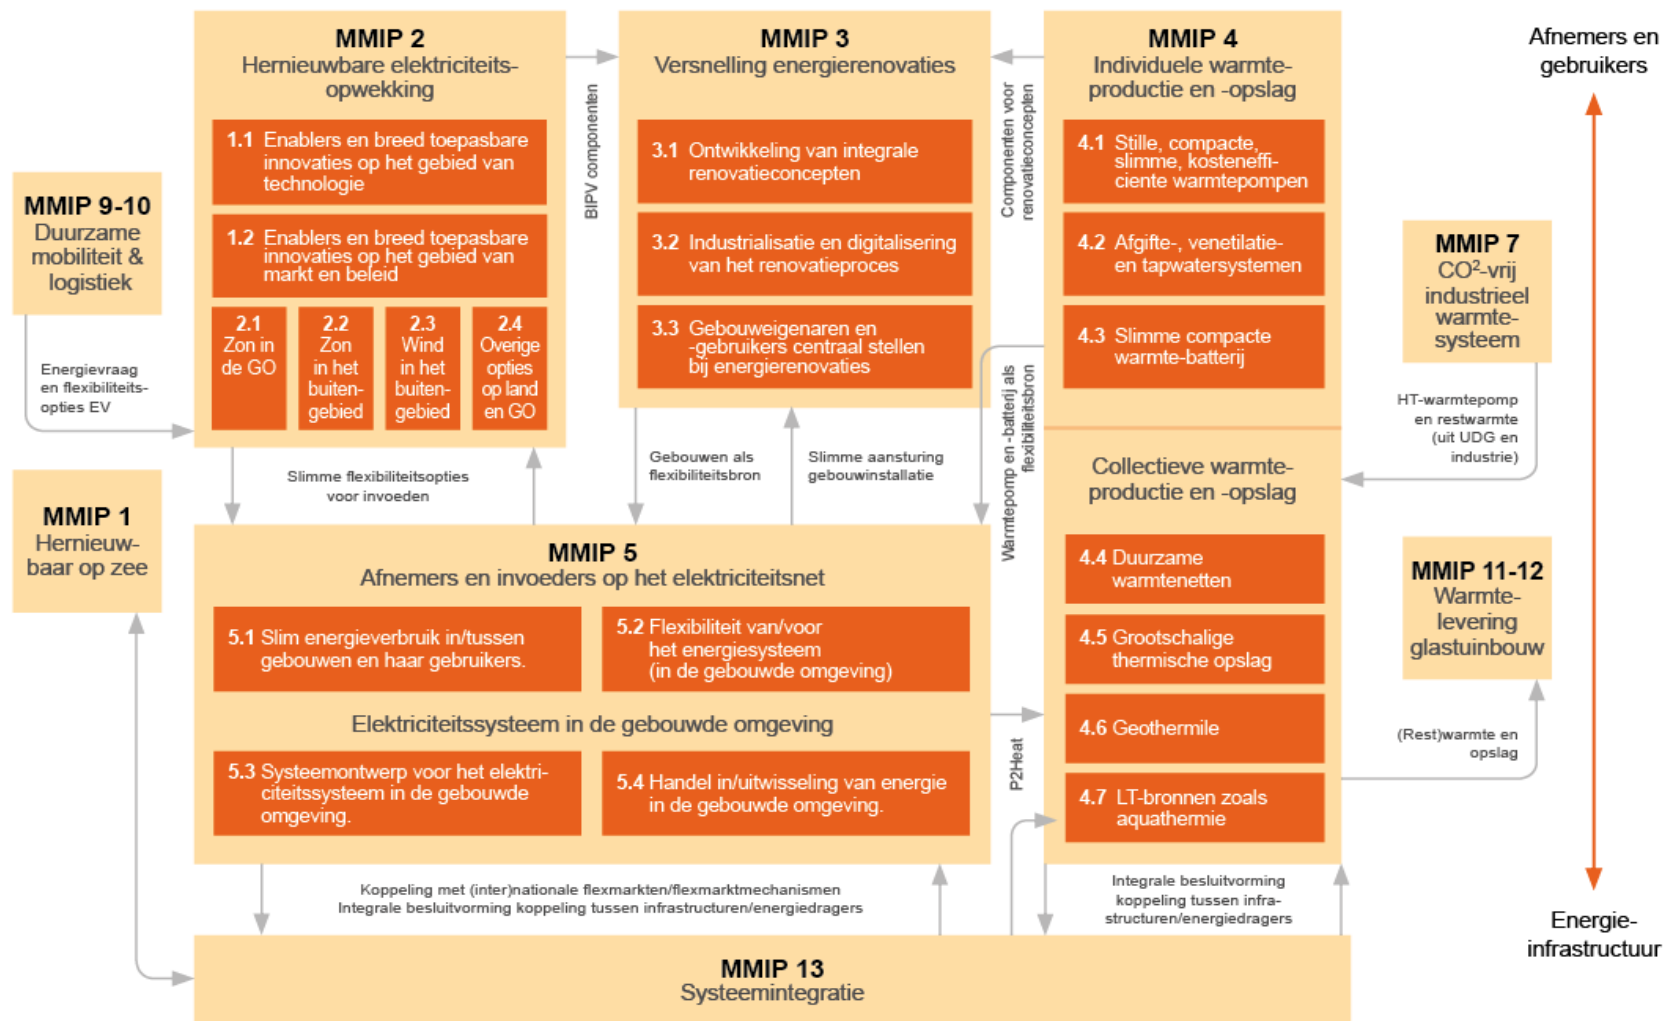 MMIP 2
Hernieuwbare elektriciteits-
opwekking
1.1 Enablers en breed toepasbare
innovaties op het gebied van
technologie
1.2 Enablers en breed toepasbare
innovaties op het gebied van
markt en beleid
2.1
Zon in
de GO
2.2
Zon
in het
buiten-
gebied
2.3
Wind
in het
buiten-
gebied
2.4
Overige
opties
op land
en GO
BIPV componenten
MMIP 3
Versnelling energierenovaties
3.1 Ontwikkeling van integrale
renovatieconcepten
3.2 Industrialisatie en digitalisering
van het renovatieproces
3.3 Gebouweigenaren en
-gebruikers centraal stellen
bij energierenovaties
Componenten voor
renovatieconcepten
MMIP 4
Individuele warmte-
productie en -opslag
4.1 Stille, compacte,
slimme, kosteneffi-
ciente warmtepompen
4.2 Afgifte-, venetilatie-
en tapwatersystemen
4.3 Slimme compacte
warmte-batterij
Collectieve warmte-
productie en -opslag
4.4 Duurzame
warmtenetten
4.5 Grootschalige
thermische opslag
4.6 Geothermile
4.7 LT-bronnen zoals
aquathermie
Afnemers en
gebruikers
Energie-
infrastructuur
MMIP 9-10
Duurzame
mobiliteit &
logistiek
Energievraag
en flexibiliteits-
opties EV
MMIP 1
Hernieuw-
baar op zee
MMIP 7
CO²-vrij
industrieel
warmte-
systeem
HT-warmtepomp
en restwarmte
(uit UDG en
industrie)
MMIP 11-12
Warmte-
levering
glastuinbouw
(Rest)warmte en
opslag
Slimme flexibiliteitsopties
voor invoeden
Gebouwen als
flexibiliteitsbron
Slimme aansturing
gebouwinstallatie
Warmtepomp en -batterij als
flexibiliteitsbron
MMIP 5
Afnemers en invoeders op het elektriciteitsnet
5.1 Slim energieverbruik in/tussen
gebouwen en haar gebruikers.
5.2 Flexibiliteit van/voor
het energiesysteem
(in de gebouwde omgeving)
Elektriciteitssysteem in de gebouwde omgeving
5.3 Systeemontwerp voor het elektri-
citeitssysteem in de gebouwde
omgeving.
5.4 Handel in/uitwisseling van energie
in de gebouwde omgeving.
P2Heat
Koppeling met (inter)nationale flexmarkten/flexmarktmechanismen
Integrale besluitvorming koppeling tussen infrastructuren/energiedragers
Integrale besluitvorming
koppeling tussen infra-
structuren/energiedragers
MMIP 13
Systeemintegratie